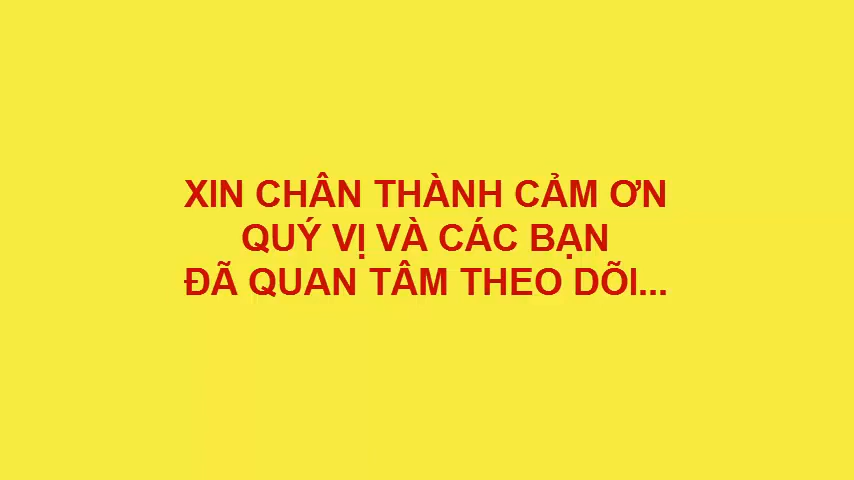 XIN CHÂN THÀNH CẢM ƠN
QUÝ VỊ VÀ CÁC BẠN
ĐÃ QUAN TÂM THEO DÕI...